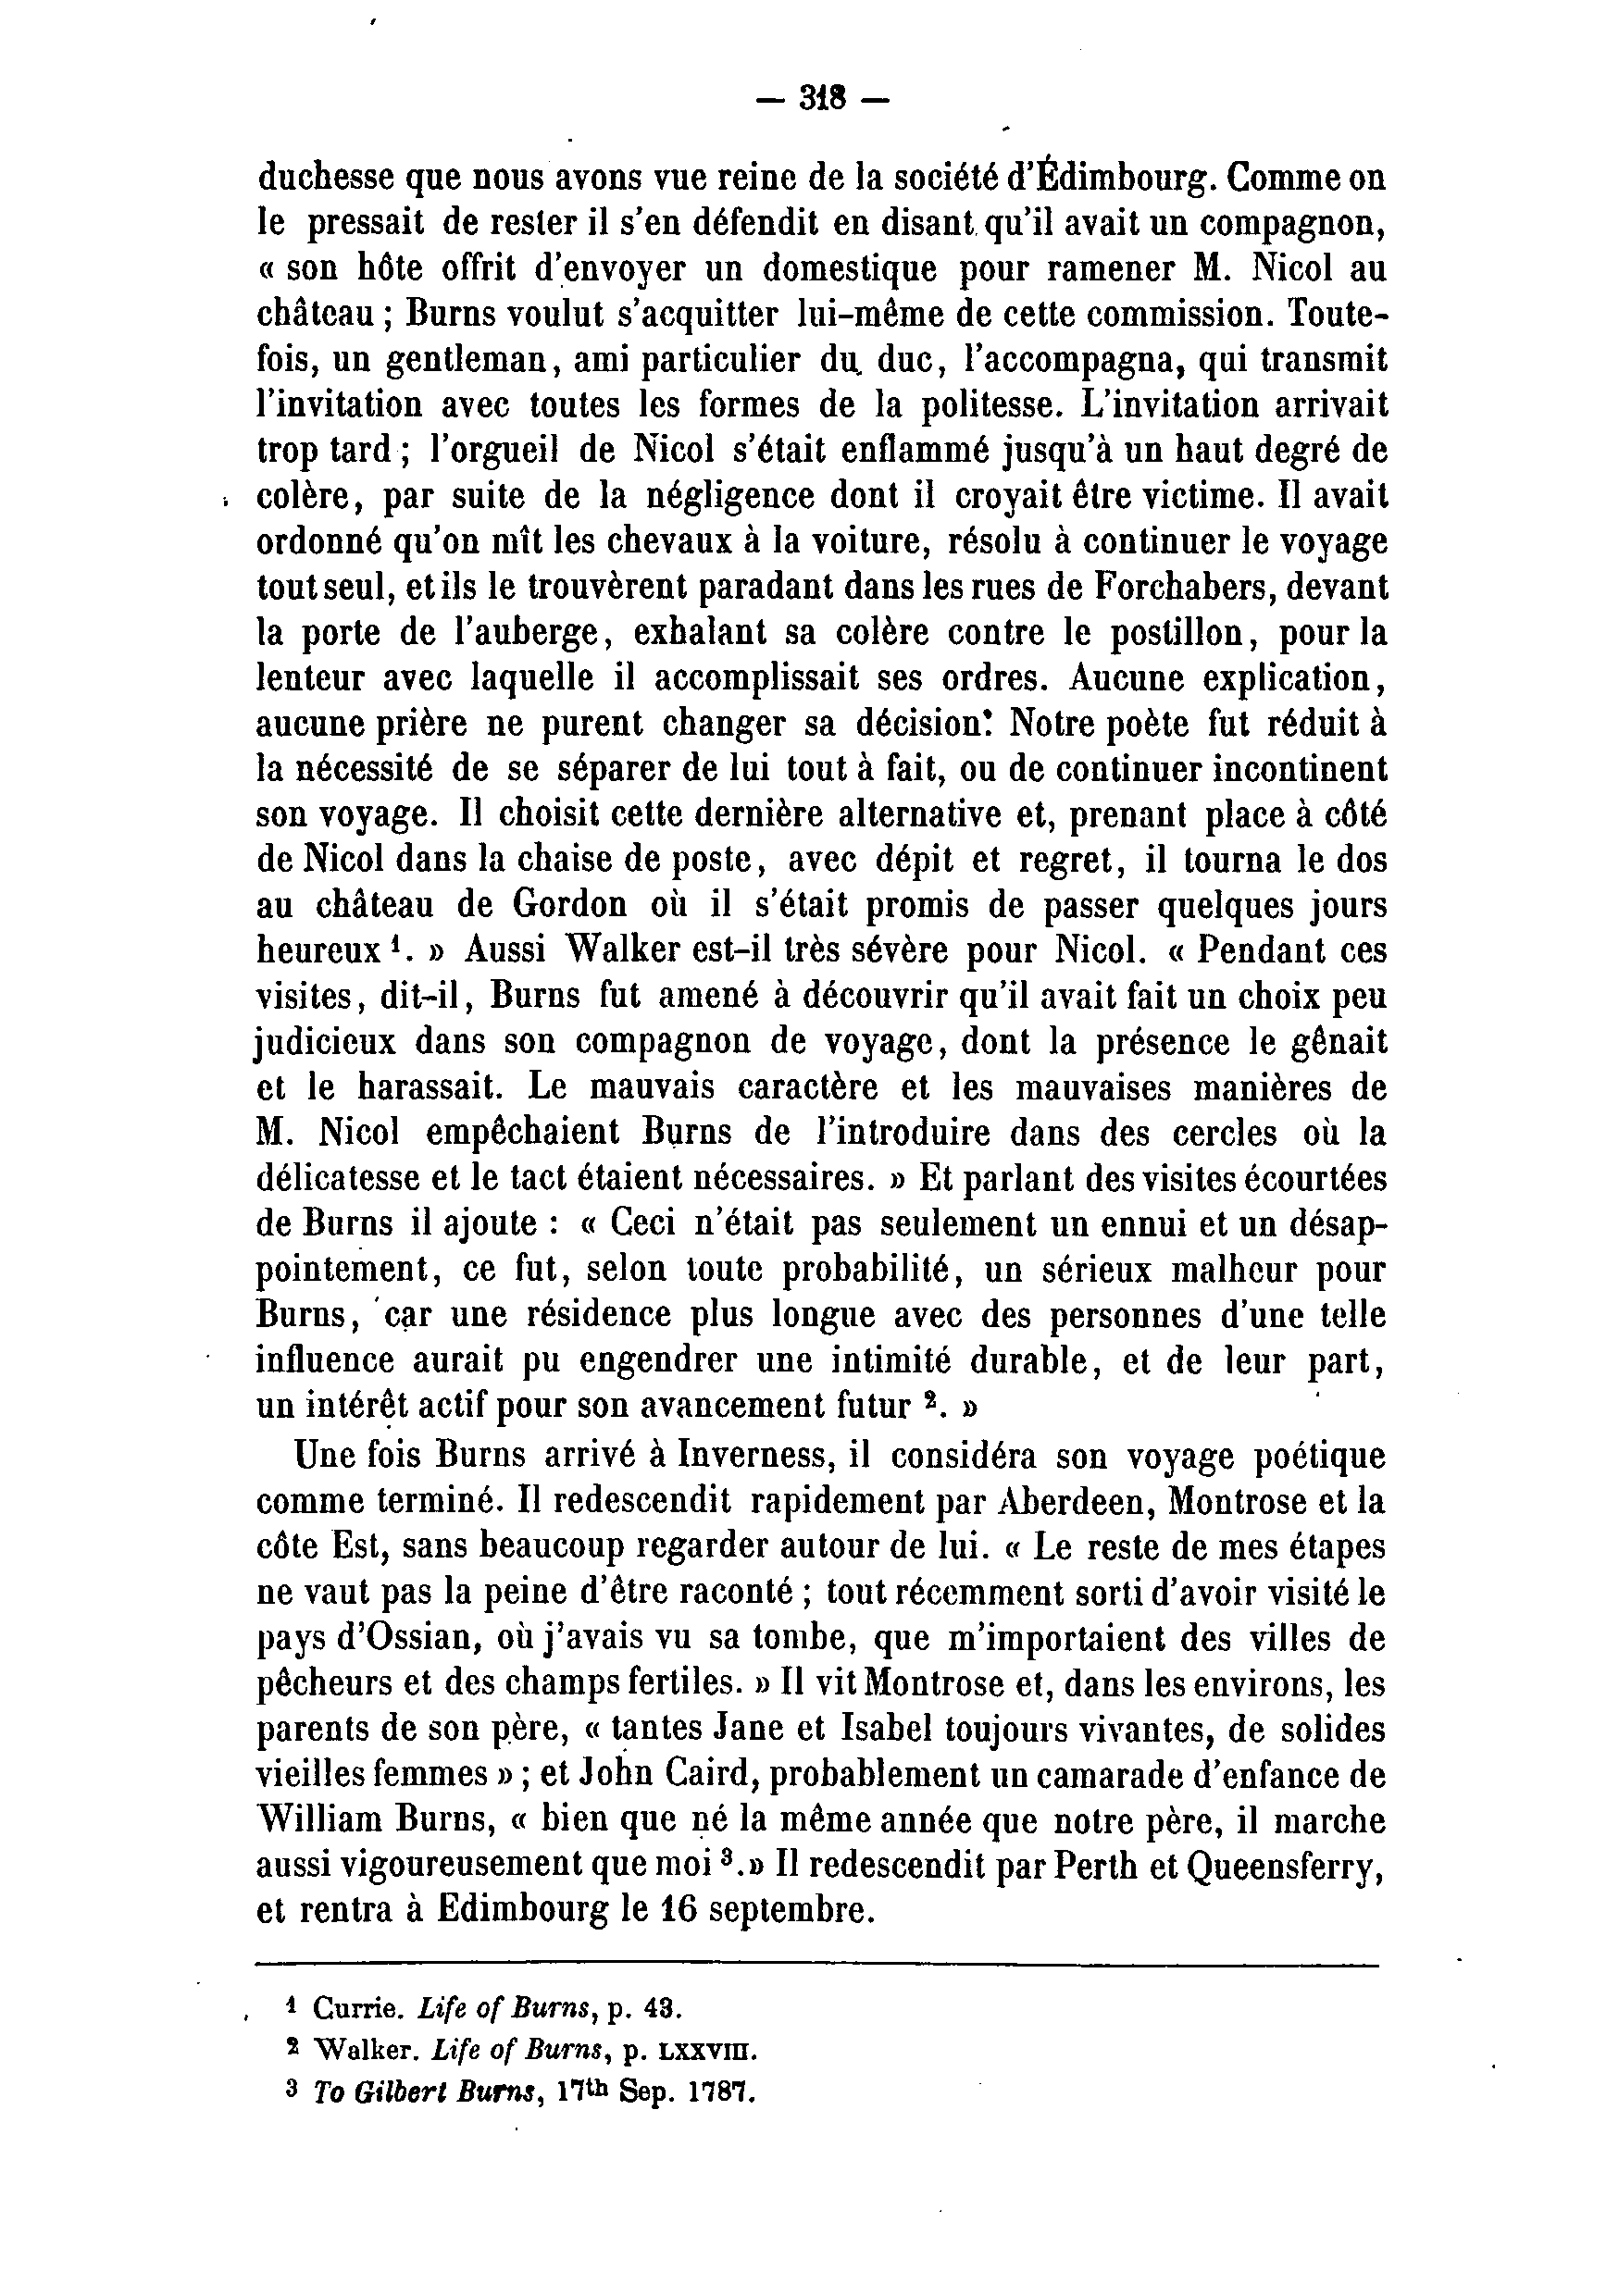 — 318 —
duchesse que nous avons vue reine de la société d'Édimbourg. Comme on
le pressait de rester il s'en défendit en disant qu'il avait un compagnon,
« son hôte offrit d'envoyer un domestique pour ramener M. Nicol au
château ; Burns voulut s'acquitter lui-même de cette commission. Toute-
fois, un gentleman, ami particulier du duc, l'accompagna, qui transmit
l'invitation avec toutes les formes de la politesse. L'invitation arrivait
trop tard ; l'orgueil de Nicol s'était enflammé jusqu'à un haut degré de
colère, par suite de la négligence dont il croyait être victime. Il avait
ordonné qu'on mît les chevaux à la voiture, résolu à continuer le voyage
tout seul, et ils le trouvèrent paradant dans les rues de Forchabers, devant
la porte de l'auberge, exhalant sa colère contre le postillon, pour la
lenteur avec laquelle il accomplissait ses ordres. Aucune explication,
aucune prière ne purent changer sa décision. Notre poète fut réduit à
la nécessité de se séparer de lui tout à fait, ou de continuer incontinent
son voyage. Il choisit cette dernière alternative et, prenant place à côté
de Nicol dans la chaise de poste, avec dépit et regret, il tourna le dos
au château de Gordon où il s'était promis de passer quelques jours
heureux ¹. » Aussi Walker est-il très sévère pour Nicol. « Pendant ces
visites, dit-il, Burns fut amené à découvrir qu'il avait fait un choix peu
judicieux dans son compagnon de voyage, dont la présence le gênait
et le harassait. Le mauvais caractère et les mauvaises manières de
M. Nicol empêchaient Burns de l'introduire dans des cercles où la
délicatesse et le tact étaient nécessaires. » Et parlant des visites écourtées
de Burns il ajoute : « Ceci n'était pas seulement un ennui et un désap-
pointement, ce fut, selon toute probabilité, un sérieux malheur pour
Burns, car une résidence plus longue avec des personnes d'une telle
influence aurait pu engendrer une intimité durable, et de leur part,
un intérêt actif pour son avancement futur ². »
Une fois Burns arrivé à Inverness, il considéra son voyage poétique
comme terminé. Il redescendit rapidement par Aberdeen, Montrose et la
côte Est, sans beaucoup regarder autour de lui. « Le reste de mes étapes
ne vaut pas la peine d'être raconté ; tout récemment sorti d'avoir visité le
pays d'Ossian, où j'avais vu sa tombe, que m'importaient des villes de
pêcheurs et des champs fertiles. » Il vit Montrose et, dans les environs, les
parents de son père, « tantes Jane et Isabel toujours vivantes, de solides
vieilles femmes » ; et John Caird, probablement un camarade d'enfance de
William Burns, « bien que né la même année que notre père, il marche
aussi vigoureusement que moi ³.» Il redescendit par Perth et Queensferry,
et rentra à Edimbourg le 16 septembre.
¹ Currie. Life of Burns, p. 43.
² Walker. Life of Burns, p. LXXVIII.
³ To Gilbert Burns, 17th Sep. 1787.